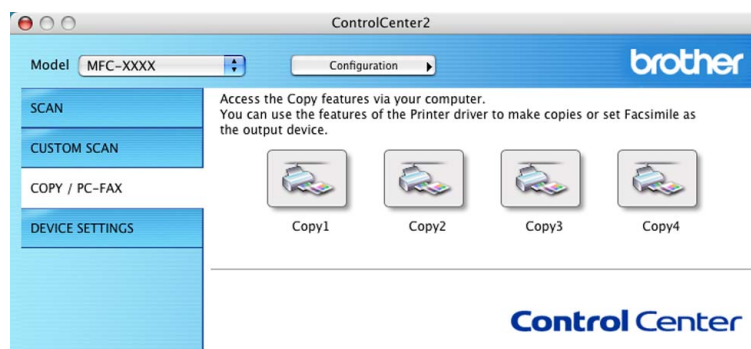 ControlCenter2
Model MFC-XXXX Configuration
brother
SCAN
CUSTOM SCAN
COPY / PC-FAX
DEVICE SETTINGS
Access the Copy features via your computer.
You can use the features of the Printer driver to make copies or set Facsimile as
the output device.
Copy1 Copy2 Copy3 Copy4
Control Center